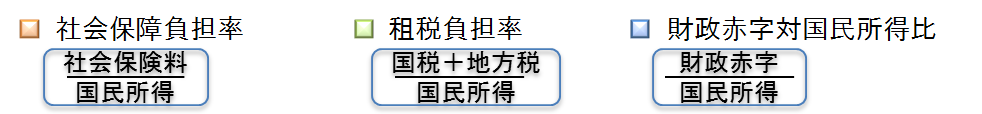 社会保障負担率
社会保険料
国民所得
租税負担率
国税＋地方税
国民所得
財政赤字対国民所得比
財政赤字
国民所得